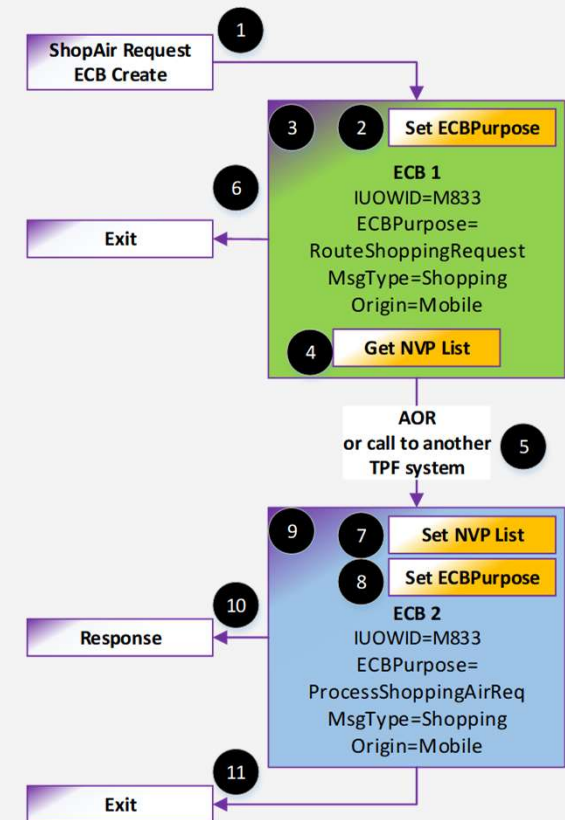 1
ShopAir Request
ECB Create
3
2
Set ECBPurpose
ECB 1
IUOWID=M833
ECBPurpose=
RouteShoppingRequest
MsgType=Shopping
Origin=Mobile
6
Exit
4
Get NVP List
AOR
or call to another
TPF system
5
9
7
Set NVP List
8
Set ECBPurpose
ECB 2
IUOWID=M833
ECBPurpose=
ProcessShoppingAirReq
MsgType=Shopping
Origin=Mobile
10
Response
11
Exit